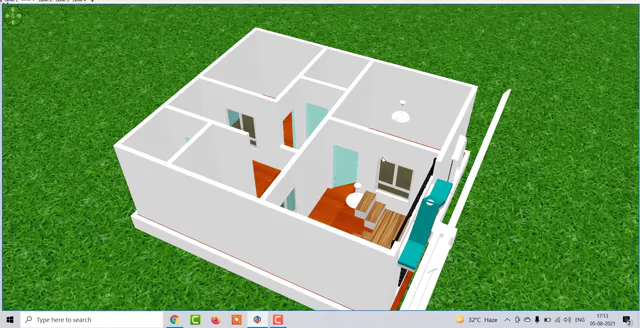 Type here to search
32°C Haze
ENG
17:13
05-08-2021